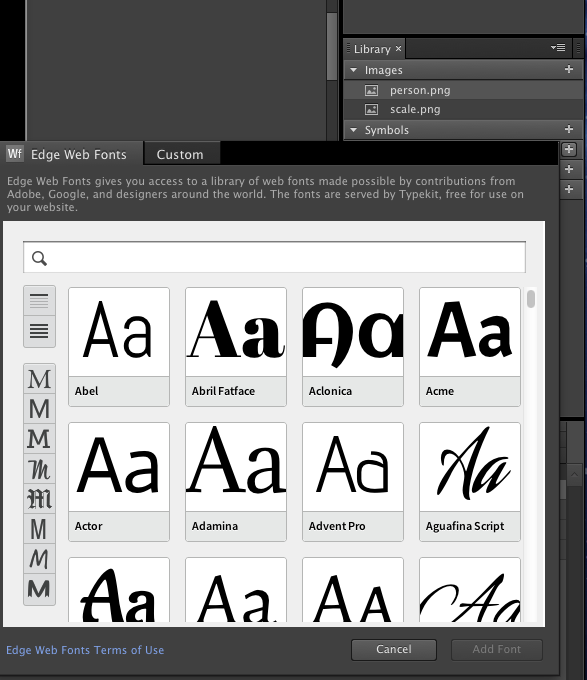 Library ×
Images
person.png
scale.png
Symbols
Wf Edge Web Fonts Custom
Edge Web Fonts gives you access to a library of web fonts made possible by contributions from
Adobe, Google, and designers around the world. The fonts are served by Typekit, free for use on
your website.
Aa Aa Aa Aa
Abel Abril Fatface Aclonica Acme
M
M
M
Aa Aa Aa Aa
M
M
Actor Adamina Advent Pro Aguafina Script
M
M
M
Aa Aa Aa Aa
Edge Web Fonts Terms of Use Cancel Add Font